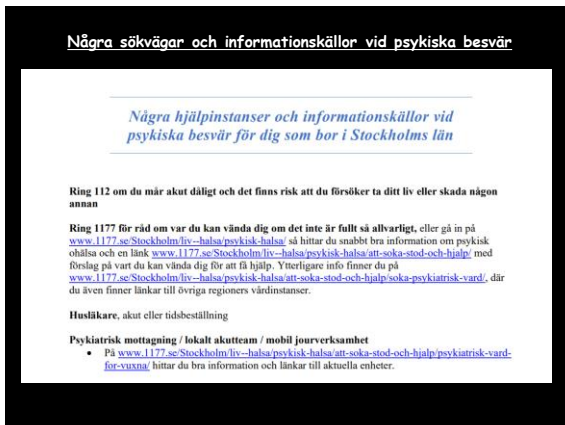 Några sökvägar och informationskällor vid psykiska besvär
Några hjälpinstanser och informationskällor vid
psykiska besvär för dig som bor i Stockholms län
Ring 112 om du mår akut dåligt och det finns risk att du försöker ta ditt liv eller skada någon
annan
Ring 1177 för råd om var du kan vända dig om det inte är fullt så allvarligt, eller gå in på
www.1177.se/Stockholm/liv--halsa/psykisk-halsa/ så hittar du snabbt bra information om psykisk
ohälsa och en länk www.1177.se/Stockholm/liv--halsa/psykisk-halsa/att-soka-stod-och-hjalp/ med
förslag på vart du kan vända dig för att få hjälp. Ytterligare info finner du på
www.1177.se/Stockholm/liv--halsa/psykisk-halsa/att-soka-stod-och-hjalp/soka-psykiatrisk-vard/, där
du även finner länkar till övriga regioners vårdinstanser.
Husläkare, akut eller tidsbeställning
Psykiatrisk mottagning / lokalt akutteam / mobil jourverksamhet
• På www.1177.se/Stockholm/liv--halsa/psykisk-halsa/att-soka-stod-och-hjalp/psykiatrisk-vard-
for-vuxna/ hittar du bra information och länkar till aktuella enheter.